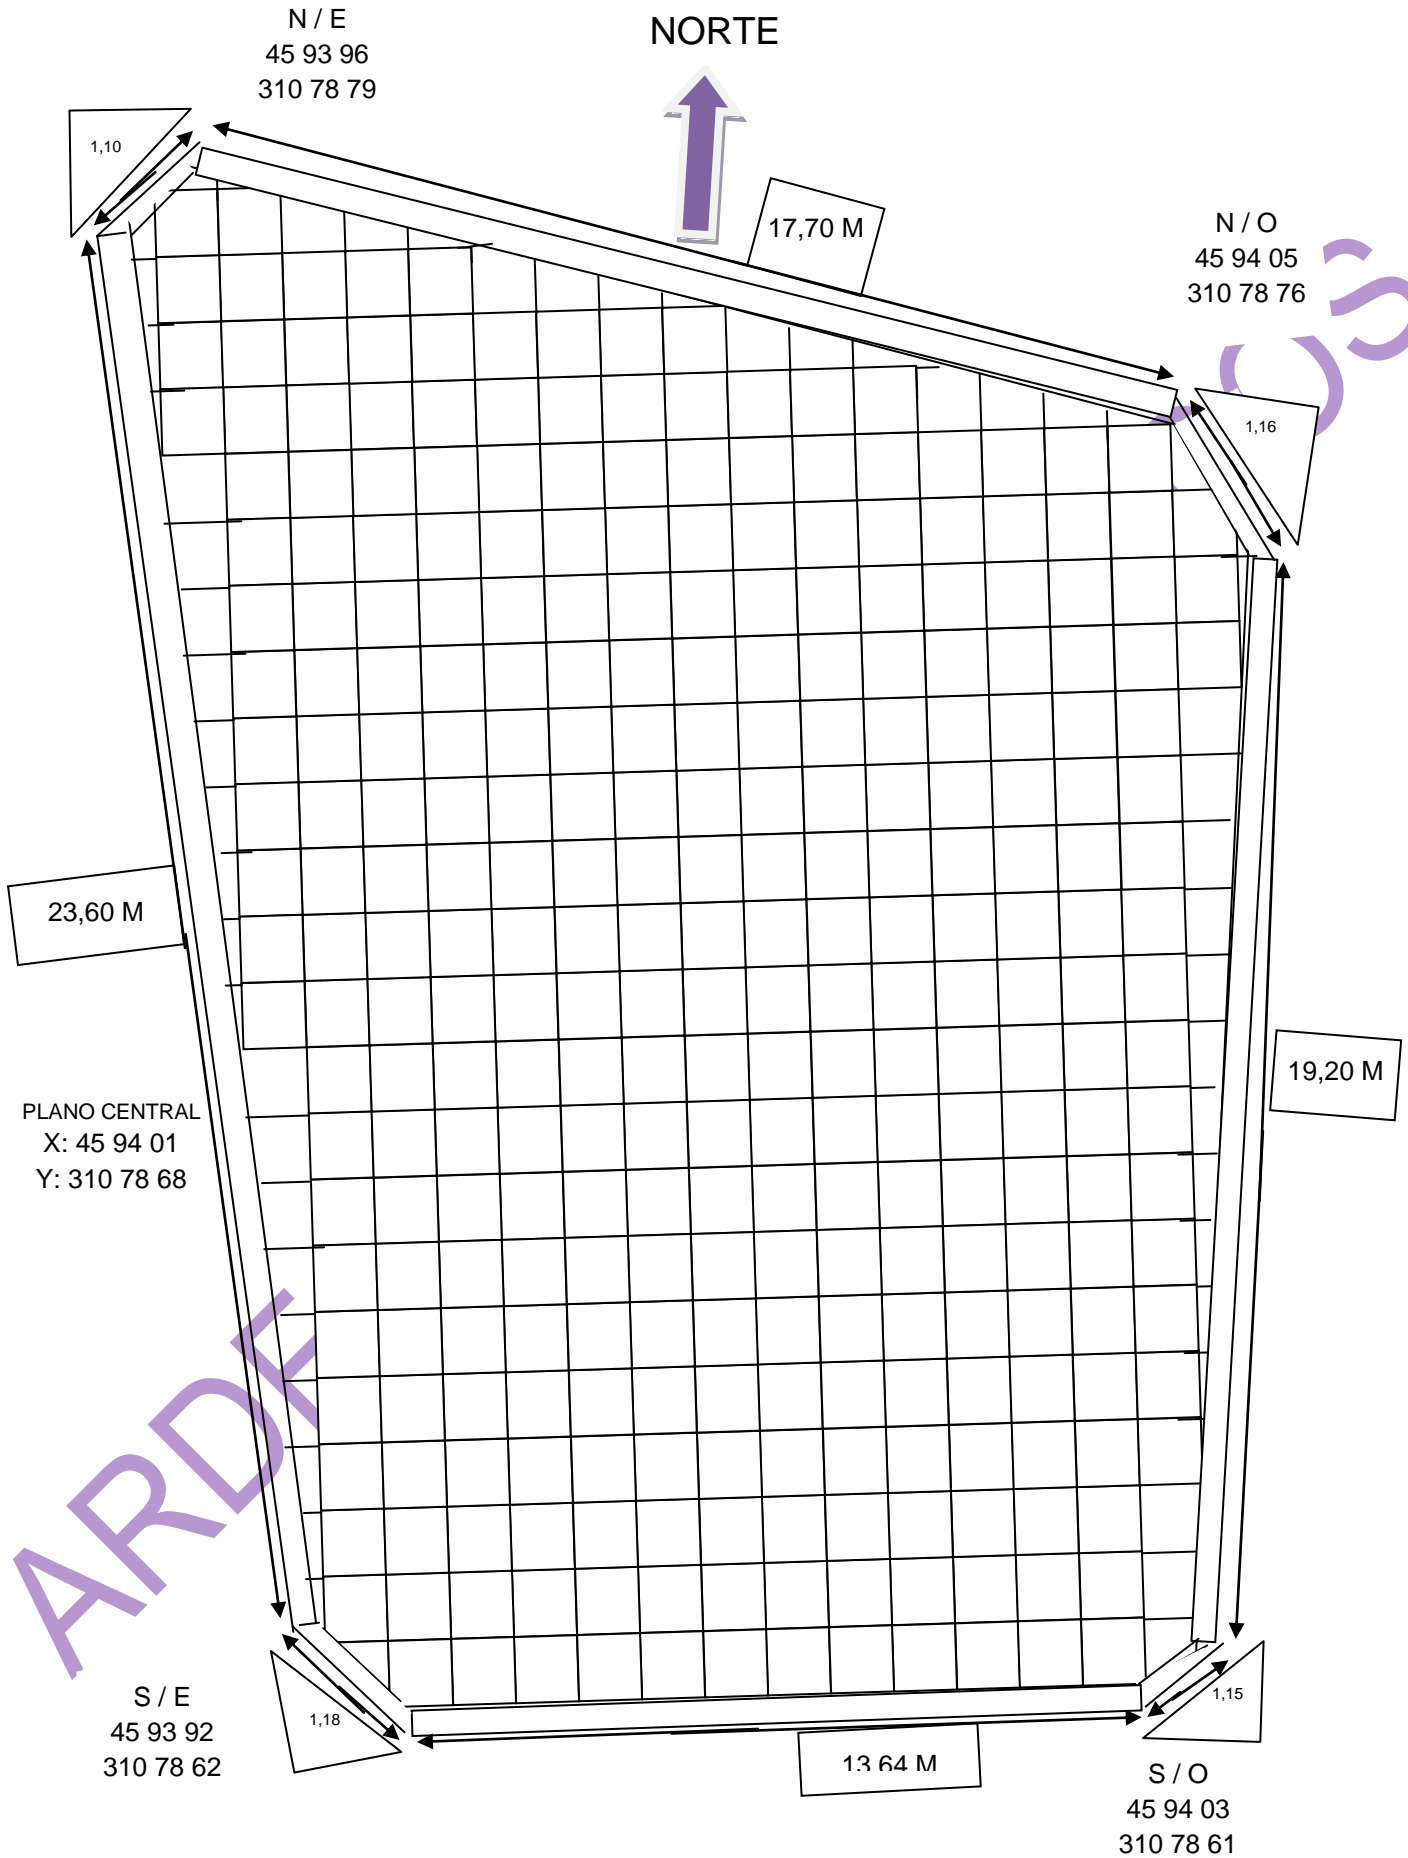 N / E
45 93 96
310 78 79
NORTE
1,10
17,70 M
N / O
45 94 05
310 78 76
1,16
23,60 M
19,20 M
PLANO CENTRAL
X: 45 94 01
Y: 310 78 68
S / E
45 93 92
310 78 62
1,18
13,64 M
1,15
S / O
45 94 03
310 78 61